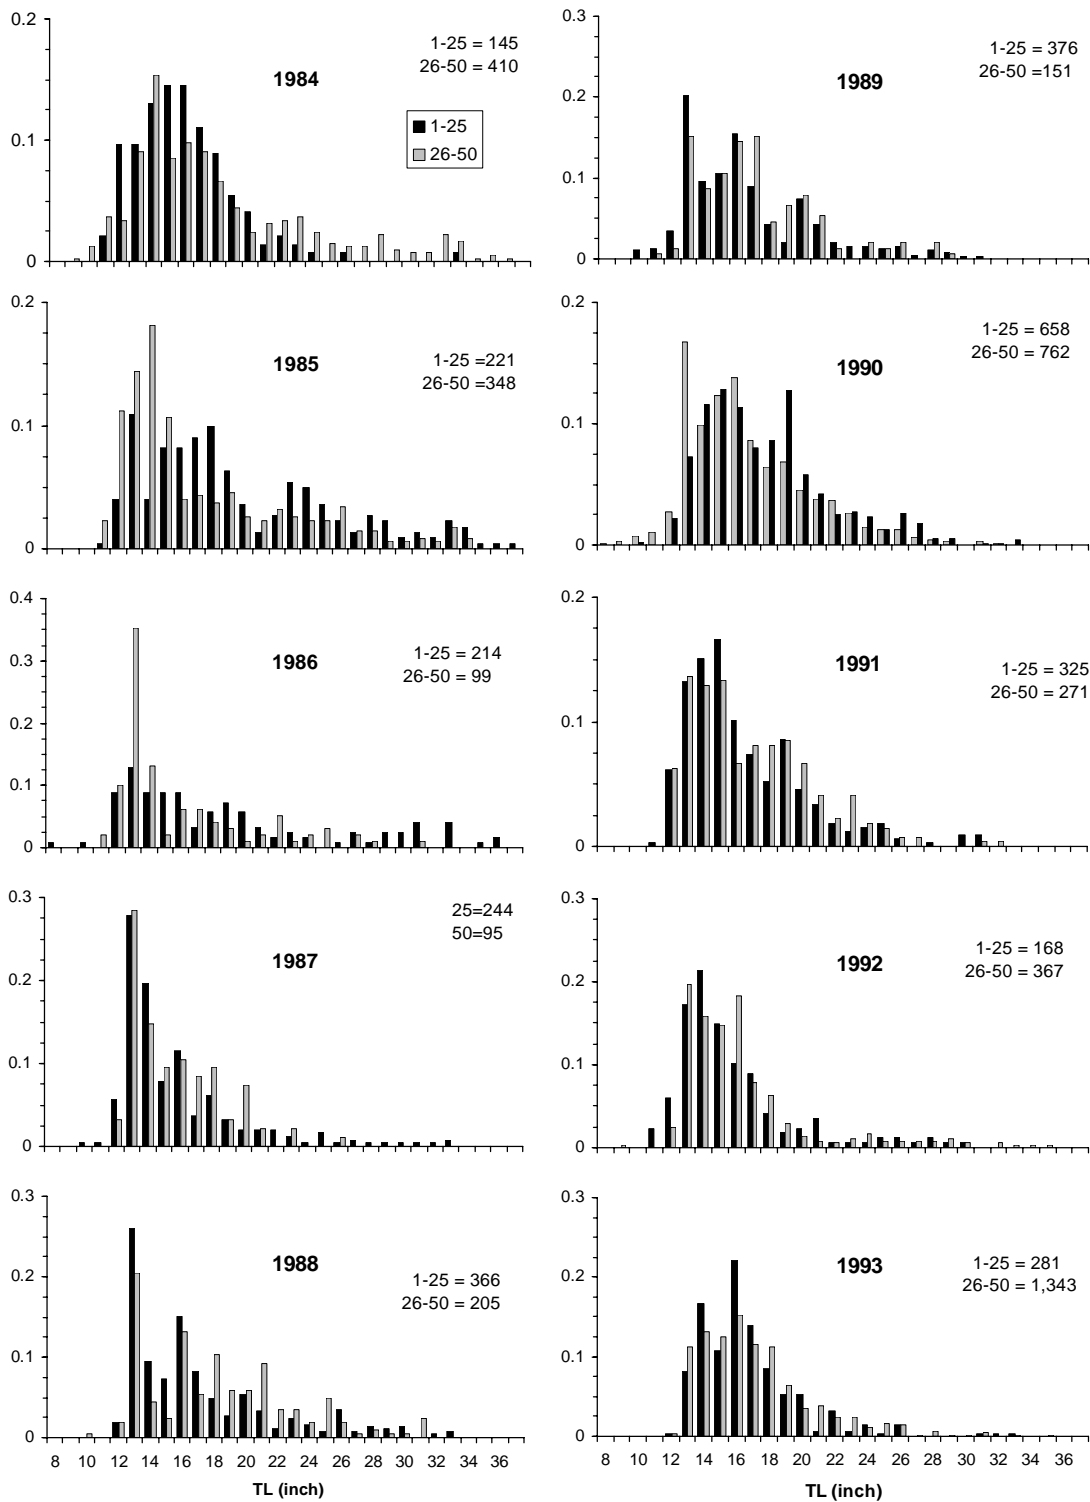 0.2
0.1
0
1984
1-25 = 145
26-50 = 410
1-25
26-50
0.3
0.2
0.1
0
1989
1-25 = 376
26-50 =151
0.2
0.1
0
1985
1-25 =221
26-50 =348
0.2
0.1
0
1990
1-25 = 658
26-50 = 762
0.4
0.3
0.2
0.1
0
1986
1-25 = 214
26-50 = 99
0.2
0.1
0
1991
1-25 = 325
26-50 = 271
0.3
0.2
0.1
0
1987
25=244
50=95
0.3
0.2
0.1
0
1992
1-25 = 168
26-50 = 367
0.3
0.2
0.1
0
1988
1-25 = 366
26-50 = 205
8 10 12 14 16 18 20 22 24 26 28 30 32 34 36
TL (inch)
0.3
0.2
0.1
0
1993
1-25 = 281
26-50 = 1,343
8 10 12 14 16 18 20 22 24 26 28 30 32 34 36
TL (inch)